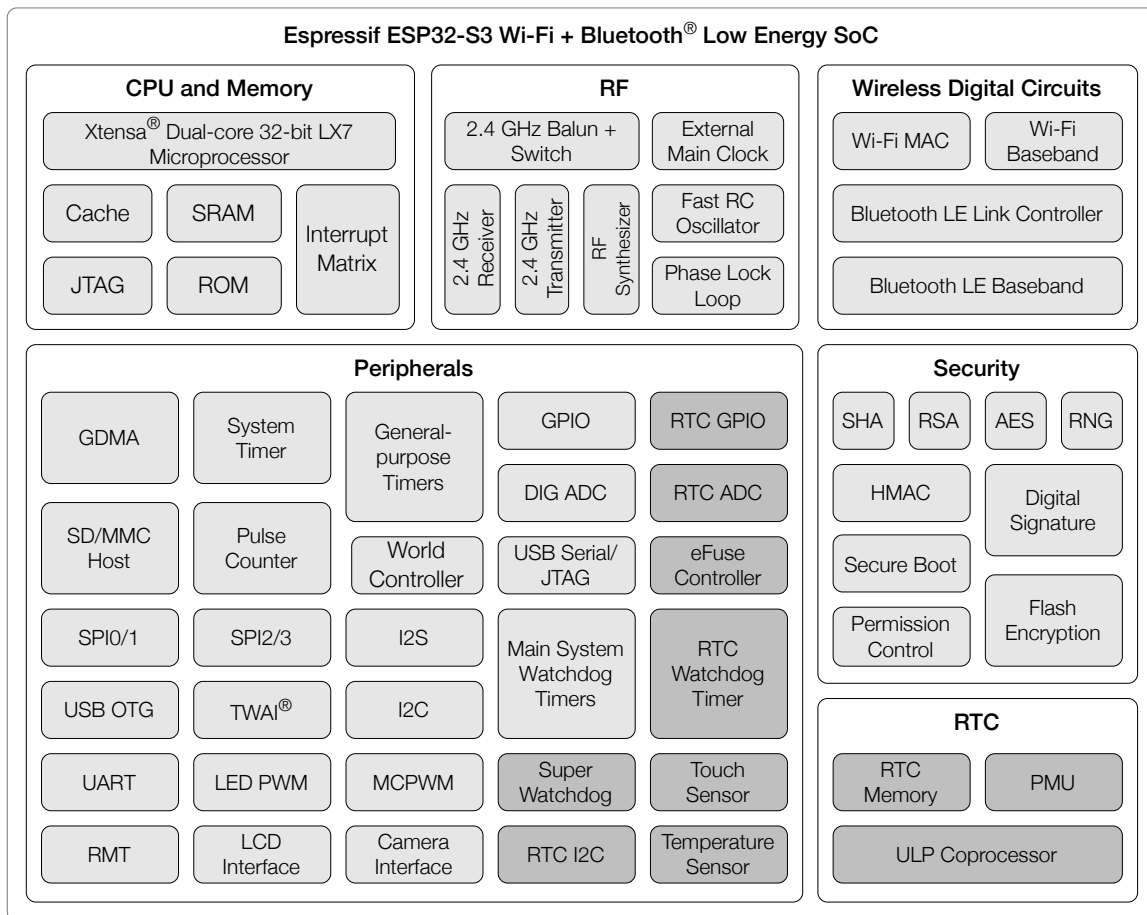 Espressif ESP32-S3 Wi-Fi + Bluetooth® Low Energy SoC
CPU and Memory
Xtensa® Dual-core 32-bit LX7
Microprocessor
Cache
SRAM
Interrupt
Matrix
JTAG
ROM
RF
2.4 GHz Balun +
Switch
External
Main Clock
2.4 GHz
Receiver
2.4 GHz
Transmitter
RF
Synthesizer
Fast RC
Oscillator
Phase Lock
Loop
Wireless Digital Circuits
Wi-Fi MAC
Wi-Fi
Baseband
Bluetooth LE Link Controller
Bluetooth LE Baseband
Peripherals
GDMA
System
Timer
General-
purpose
Timers
GPIO
RTC GPIO
DIG ADC
RTC ADC
SD/MMC
Host
Pulse
Counter
World
Controller
USB Serial/
JTAG
eFuse
Controller
SPI0/1
SPI2/3
I2S
Main System
Watchdog
Timers
RTC
Watchdog
Timer
USB OTG
TWAI®
I2C
UART
LED PWM
MCPWM
Super
Watchdog
Touch
Sensor
RMT
LCD
Interface
Camera
Interface
RTC I2C
Temperature
Sensor
Security
SHA
RSA
AES
RNG
HMAC
Digital
Signature
Secure Boot
Flash
Encryption
Permission
Control
RTC
RTC
Memory
PMU
ULP Coprocessor